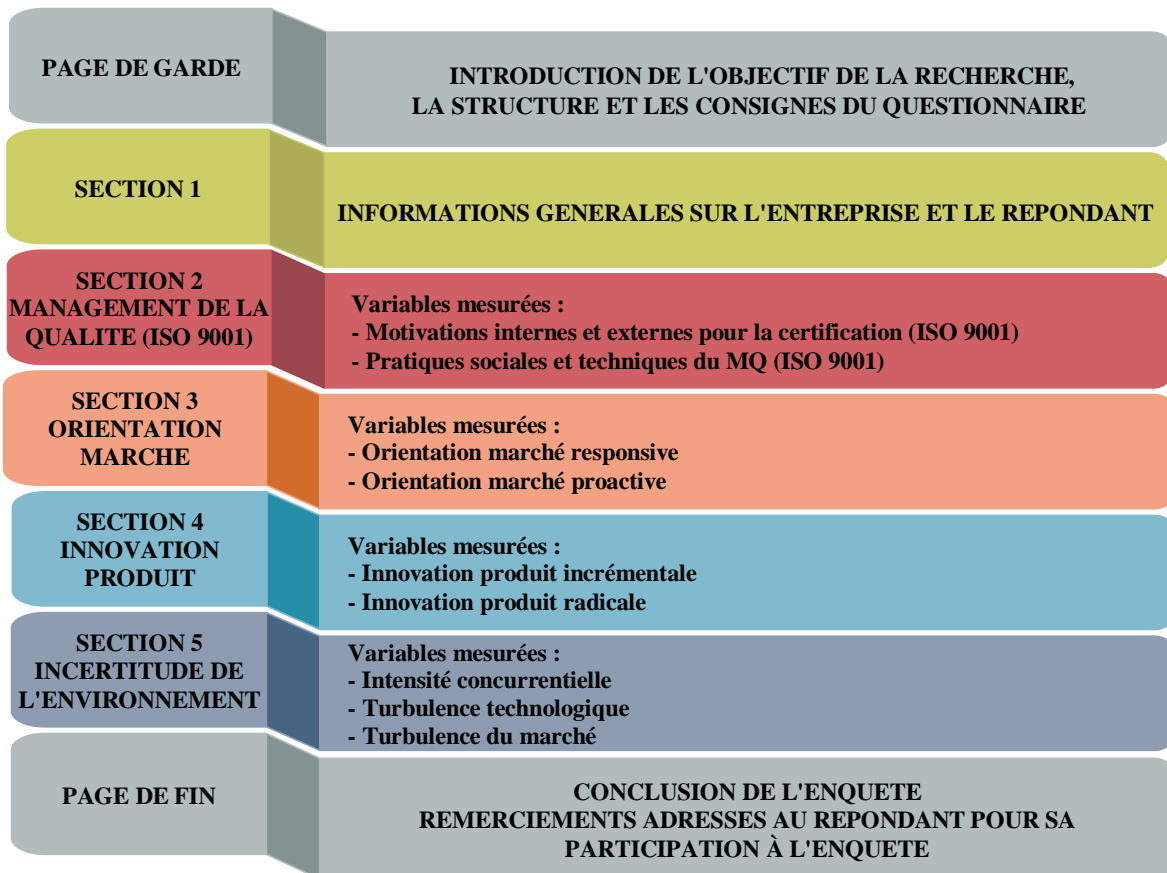 PAGE DE GARDE
INTRODUCTION DE L'OBJECTIF DE LA RECHERCHE,
LA STRUCTURE ET LES CONSIGNES DU QUESTIONNAIRE
SECTION 1
INFORMATIONS GENERALES SUR L'ENTREPRISE ET LE REPONDANT
SECTION 2
MANAGEMENT DE LA
QUALITE (ISO 9001)
Variables mesurées :
- Motivations internes et externes pour la certification (ISO 9001)
- Pratiques sociales et techniques du MQ (ISO 9001)
SECTION 3
ORIENTATION
MARCHE
Variables mesurées :
- Orientation marché responsive
- Orientation marché proactive
SECTION 4
INNOVATION
PRODUIT
Variables mesurées :
- Innovation produit incrémentale
- Innovation produit radicale
SECTION 5
INCERTITUDE DE
L'ENVIRONNEMENT
Variables mesurées :
- Intensité concurrentielle
- Turbulence technologique
- Turbulence du marché
PAGE DE FIN
CONCLUSION DE L'ENQUETE
REMERCIEMENTS ADRESSES AU REPONDANT POUR SA
PARTICIPATION À L'ENQUETE